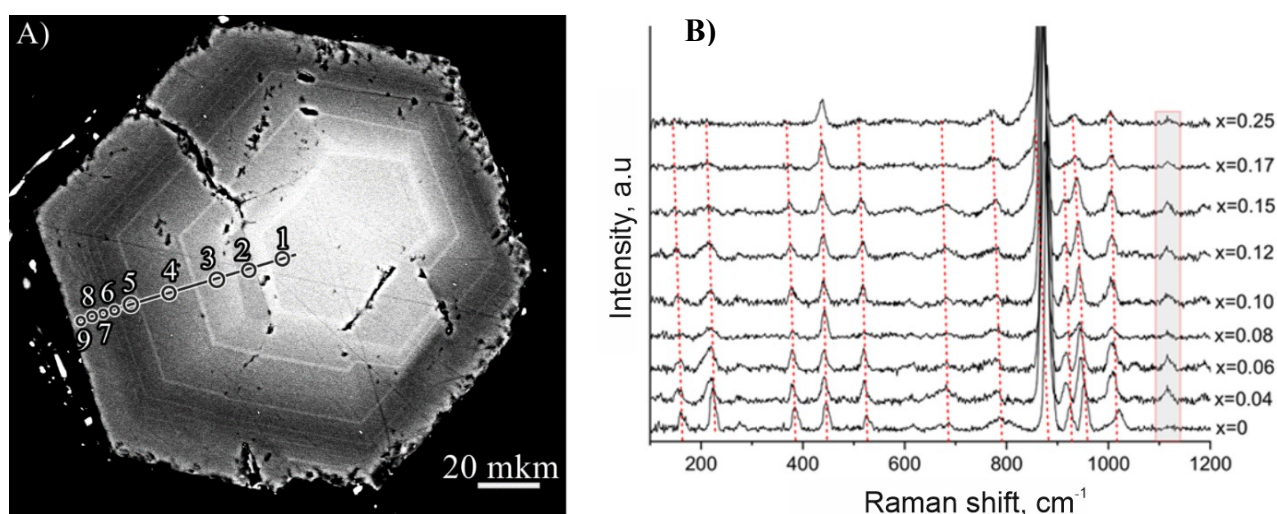 A)
1
2
3
4
5
6
7
8
9
20 mkm
B)
Intensity, a.u
x=0.25
x=0.17
x=0.15
x=0.12
x=0.10
x=0.08
x=0.06
x=0.04
x=0
200 400 600 800 1000 1200
Raman shift, cm⁻¹